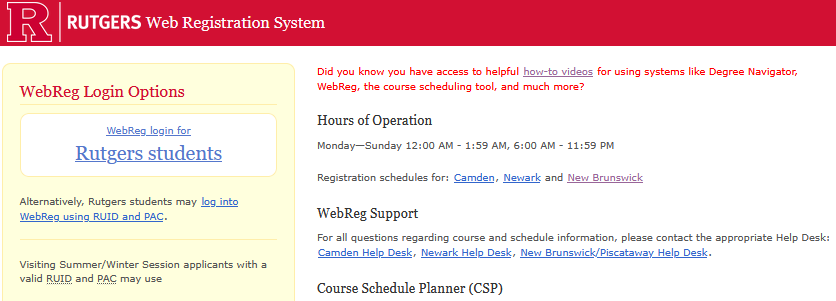 R RUTGERS Web Registration System
WebReg Login Options
WebReg login for
Rutgers students
Alternatively, Rutgers students may log into
WebReg using RUID and PAC.
Visiting Summer/Winter Session applicants with a
valid RUID and PAC may use
Did you know you have access to helpful how-to videos for using systems like Degree Navigator,
WebReg, the course scheduling tool, and much more?
Hours of Operation
Monday—Sunday 12:00 AM - 1:59 AM, 6:00 AM - 11:59 PM
Registration schedules for: Camden, Newark and New Brunswick
WebReg Support
For all questions regarding course and schedule information, please contact the appropriate Help Desk:
Camden Help Desk, Newark Help Desk, New Brunswick/Piscataway Help Desk.
Course Schedule Planner (CSP)